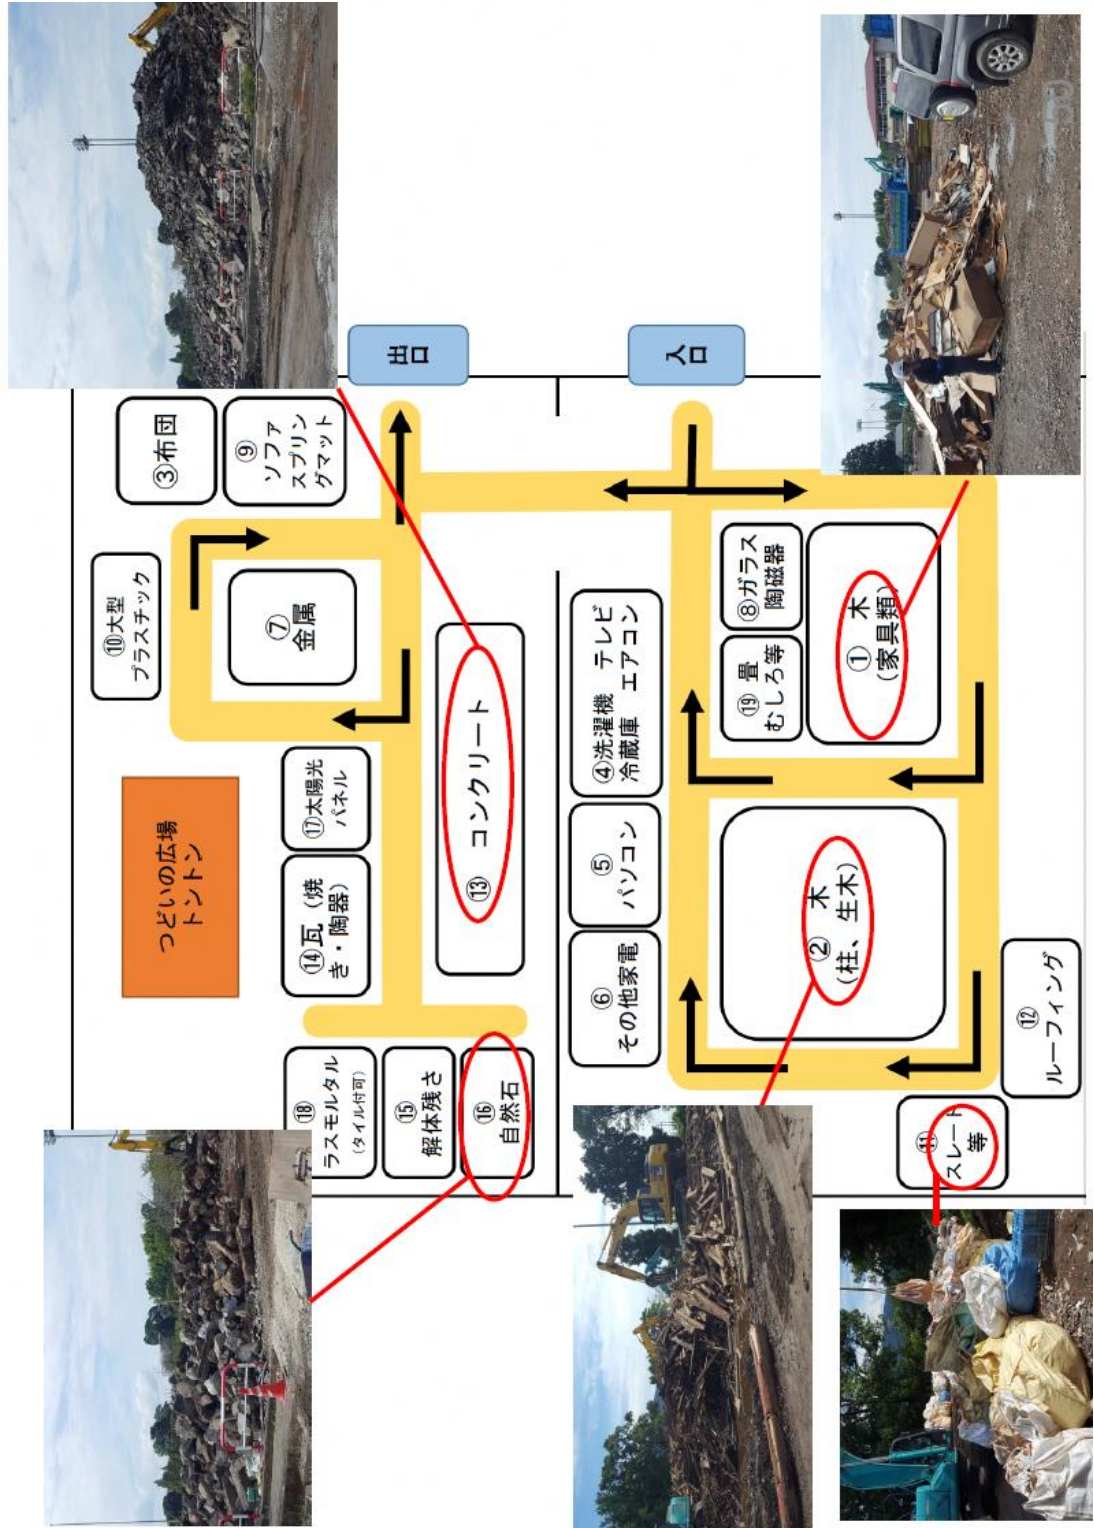 ③布団
⑨
ソファ
スプリン
グマット
⑩大型
プラスチック
⑦
金属
出口
入口
つどいの広場
トントン
⑰太陽光
パネル
⑭瓦（焼
き・陶器）
⑬ コンクリート
⑱
ラスモルタル
（タイル付可）
⑮
解体残さ
⑯
自然石
④洗濯機 テレビ
冷蔵庫 エアコン
⑤
パソコン
⑥
その他家電
⑧ガラス
陶磁器
⑲ 畳
むしろ等
① 木
（家具類）
② 木
（柱、生木）
⑫
ルーフィング
⑪
スレート
等